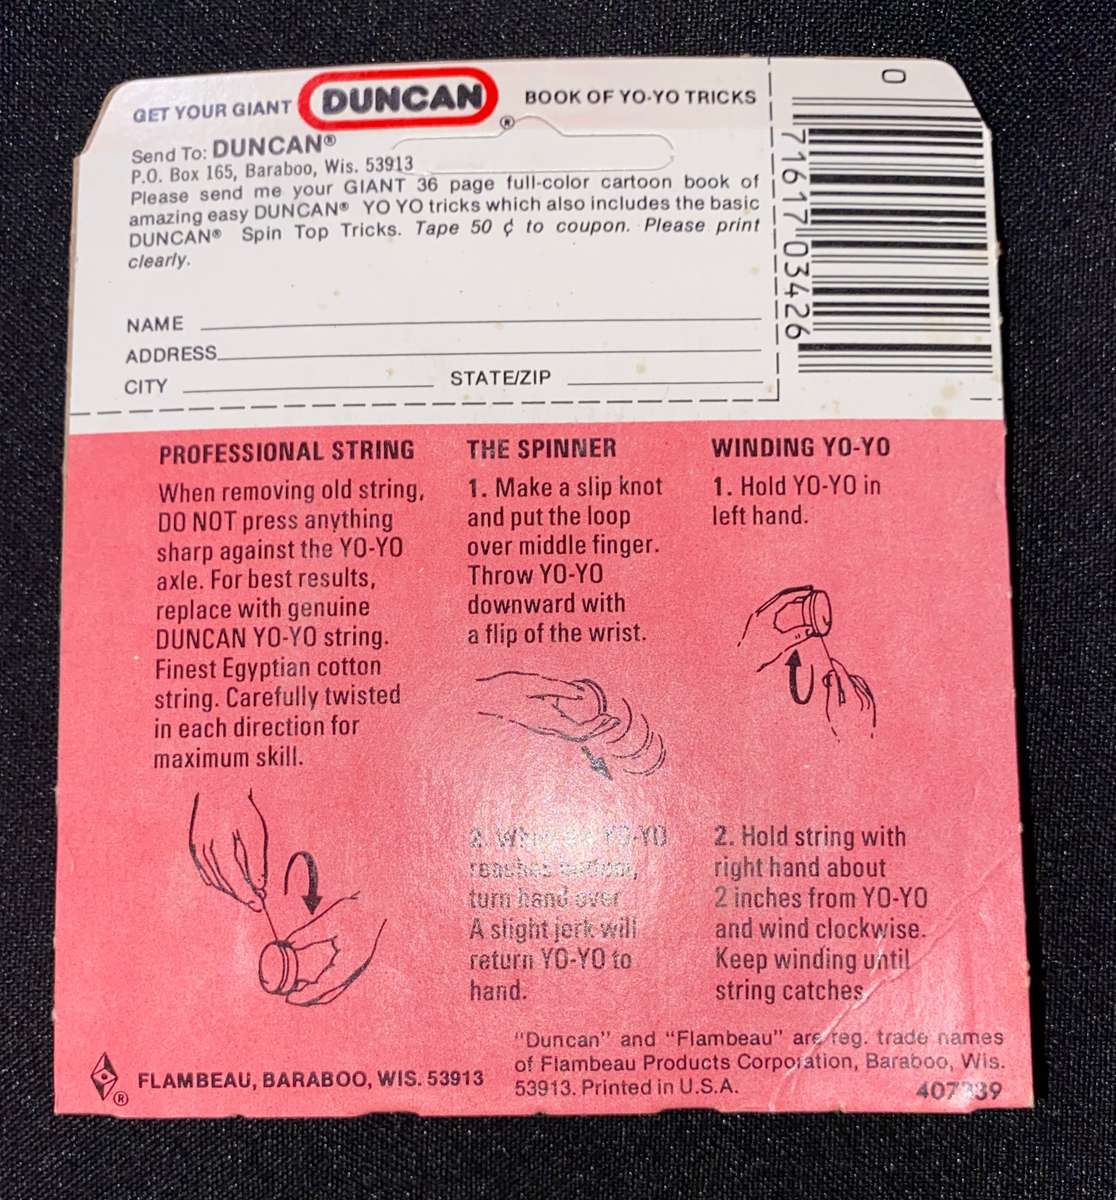 GET YOUR GIANT DUNCAN® BOOK OF YO-YO TRICKS
Send To: DUNCAN®
P.O. Box 165, Baraboo, Wis. 53913
Please send me your GIANT 36 page full-color cartoon book of
amazing easy DUNCAN® YO YO tricks which also includes the basic
DUNCAN® Spin Top Tricks. Tape 50 ¢ to coupon. Please print
clearly.
NAME
ADDRESS
CITY STATE/ZIP
0
71617 03426
PROFESSIONAL STRING
When removing old string,
DO NOT press anything
sharp against the YO-YO
axle. For best results,
replace with genuine
DUNCAN YO-YO string.
Finest Egyptian cotton
string. Carefully twisted
in each direction for
maximum skill.
THE SPINNER
1. Make a slip knot
and put the loop
over middle finger.
Throw YO-YO
downward with
a flip of the wrist.
2. When YO-YO
reaches bottom,
turn hand over
A slight jerk will
return YO-YO to
hand.
WINDING YO-YO
1. Hold YO-YO in
left hand.
2. Hold string with
right hand about
2 inches from YO-YO
and wind clockwise.
Keep winding until
string catches
"Duncan" and "Flambeau" are reg. trade names
of Flambeau Products Corporation, Baraboo, Wis.
53913. Printed in U.S.A.
® FLAMBEAU, BARABOO, WIS. 53913